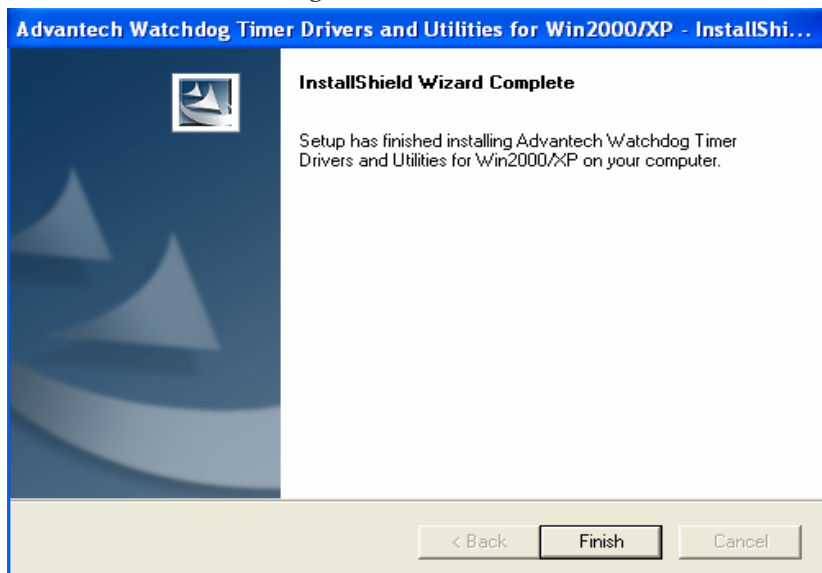 Advantech Watchdog Timer Drivers and Utilities for Win2000/XP - InstallShi...
InstallShield Wizard Complete
Setup has finished installing Advantech Watchdog Timer
Drivers and Utilities for Win2000/XP on your computer.
< Back
Finish
Cancel